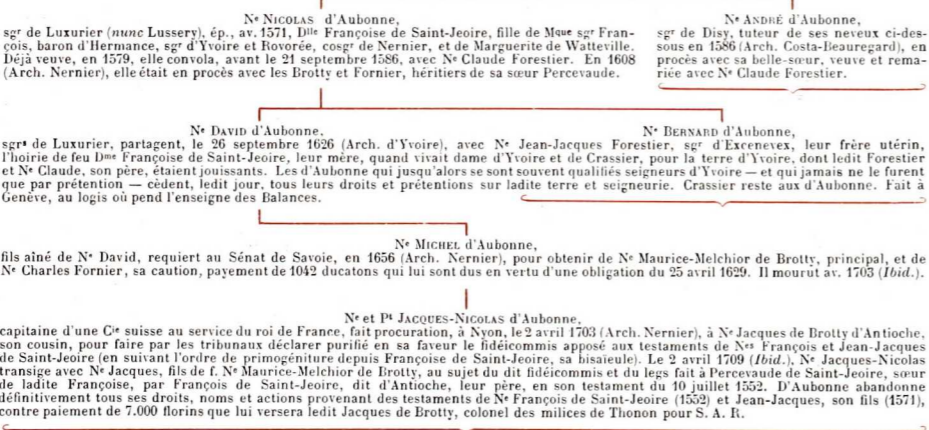 Nᵉ NICOLAS d'Aubonne,
sgʳ de Luxurier (nunc Lussery), ép., av. 1571, Dˡˡᵉ Françoise de Saint-Jeoire, fille de Mᑫᵘᵉ sgʳ Fran-
çois, baron d'Hermance, sgʳ d'Yvoire et Rovorée, cosgʳ de Nernier, et de Marguerite de Watteville.
Déjà veuve, en 1579, elle convola, avant le 21 septembre 1586, avec Nᵉ Claude Forestier. En 1608
(Arch. Nernier), elle était en procès avec les Brotty et Fornier, héritiers de sa sœur Percevaude.
Nᵉ ANDRÉ d'Aubonne,
sgʳ de Disy, tuteur de ses neveux ci-des-
sous en 1586 (Arch. Costa-Beauregard), en
procès avec sa belle-sœur, veuve et rema-
riée avec Nᵉ Claude Forestier.
Nᵉ DAVID d'Aubonne,
Nᵉ BERNARD d'Aubonne,
sgʳˢ de Luxurier, partagent, le 26 septembre 1626 (Arch. d'Yvoire), avec Nᵉ Jean-Jacques Forestier, sgʳ d'Excenevex, leur frère utérin,
l'hoirie de feu Dᵐᵉ Françoise de Saint-Jeoire, leur mère, quand vivait dame d'Yvoire et de Crassier, pour la terre d'Yvoire, dont ledit Forestier
et Nᵉ Claude, son père, étaient jouissants. Les d'Aubonne qui jusqu'alors se sont souvent qualifiés seigneurs d'Yvoire — et qui jamais ne le furent
que par prétention — cèdent, ledit jour, tous leurs droits et prétentions sur ladite terre et seigneurie. Crassier reste aux d'Aubonne. Fait à
Genève, au logis où pend l'enseigne des Balances.
Nᵉ MICHEL d'Aubonne,
fils aîné de Nᵉ David, requiert au Sénat de Savoie, en 1656 (Arch. Nernier), pour obtenir de Nᵉ Maurice-Melchior de Brotty, principal, et de
Nᵉ Charles Fornier, sa caution, payement de 1042 ducatons qui lui sont dus en vertu d'une obligation du 25 avril 1629. Il mourut av. 1703 (Ibid.).
Nᵉ et Pᵗ JACQUES-NICOLAS d'Aubonne,
capitaine d'une Cⁱᵉ suisse au service du roi de France, fait procuration, à Nyon, le 2 avril 1703 (Arch. Nernier), à Nᵉ Jacques de Brotty d'Antioche,
son cousin, pour faire par les tribunaux déclarer purifié en sa faveur le fidéicommis apposé aux testaments de Nᵉˢ François et Jean-Jacques
de Saint-Jeoire (en suivant l'ordre de primogéniture depuis Françoise de Saint-Jeoire, sa bisaïeule). Le 2 avril 1709 (Ibid.), Nᵉ Jacques-Nicolas
transige avec Nᵉ Jacques, fils de f. Nᵉ Maurice-Melchior de Brotty, au sujet du dit fidéicommis et du legs fait à Percevaude de Saint-Jeoire, sœur
de ladite Françoise, par François de Saint-Jeoire, dit d'Antioche, leur père, en son testament du 10 juillet 1552. D'Aubonne abandonne
définitivement tous ses droits, noms et actions provenant des testaments de Nᵉ François de Saint-Jeoire (1552) et Jean-Jacques, son fils (1571),
contre paiement de 7.000 florins que lui versera ledit Jacques de Brotty, colonel des milices de Thonon pour S. A. R.